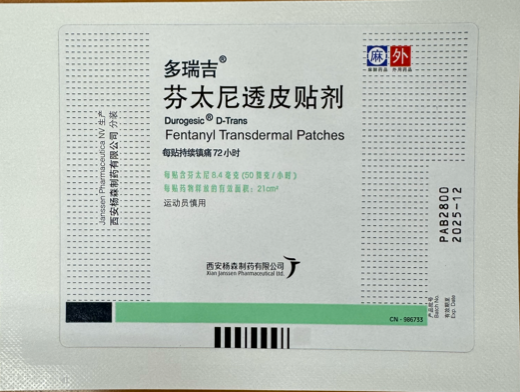 多瑞吉®
芬太尼透皮贴剂
Durogesic® D-Trans
Fentanyl Transdermal Patches
每贴持续镇痛72小时
每贴含芬太尼8.4毫克(50微克/小时)
每贴药物释放的有效面积：21cm²
运动员慎用
麻
麻醉药品
外
外用药品
Janssen Pharmaceutica NV 生产
西安杨森制药有限公司 分装
西安杨森制药有限公司
Xian Janssen Pharmaceutical Ltd.
PAB2800
2025-12
产品批号
Batch No.
有效期至
Exp. Date
CN - 986733